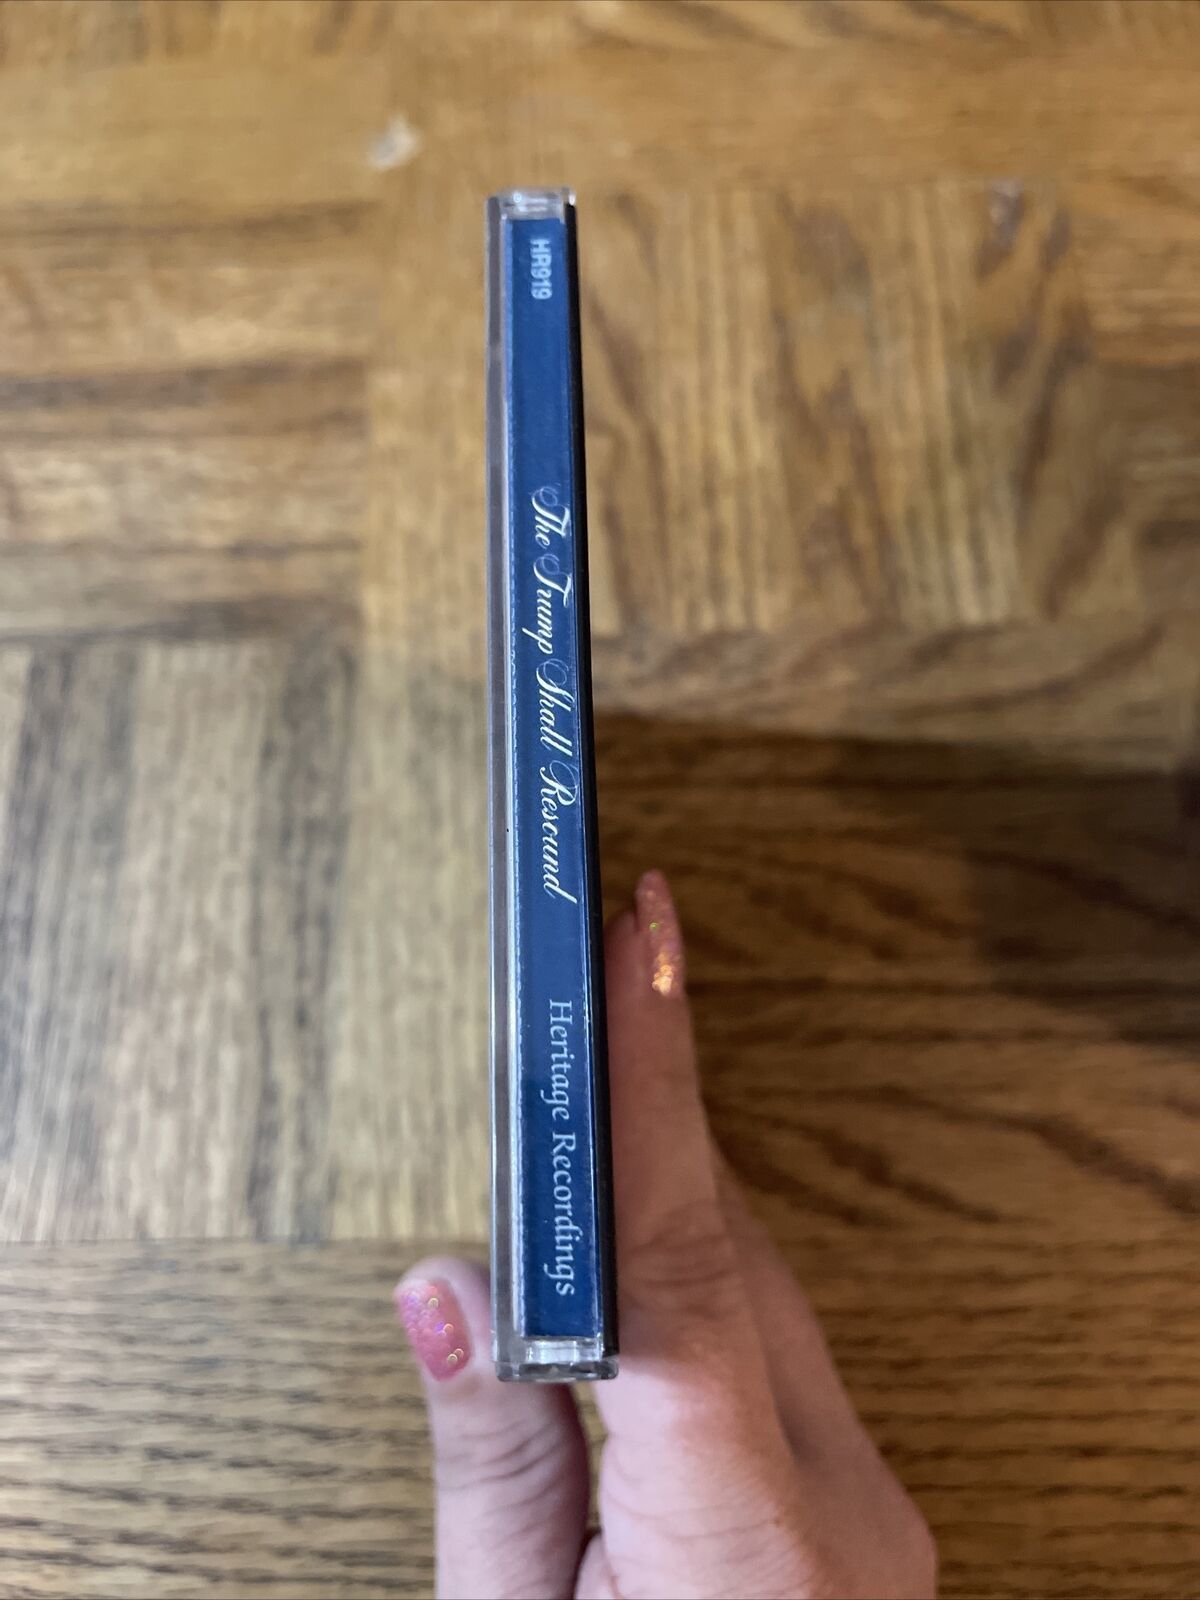 HR919
The Trump Shall Resound
Heritage Recordings